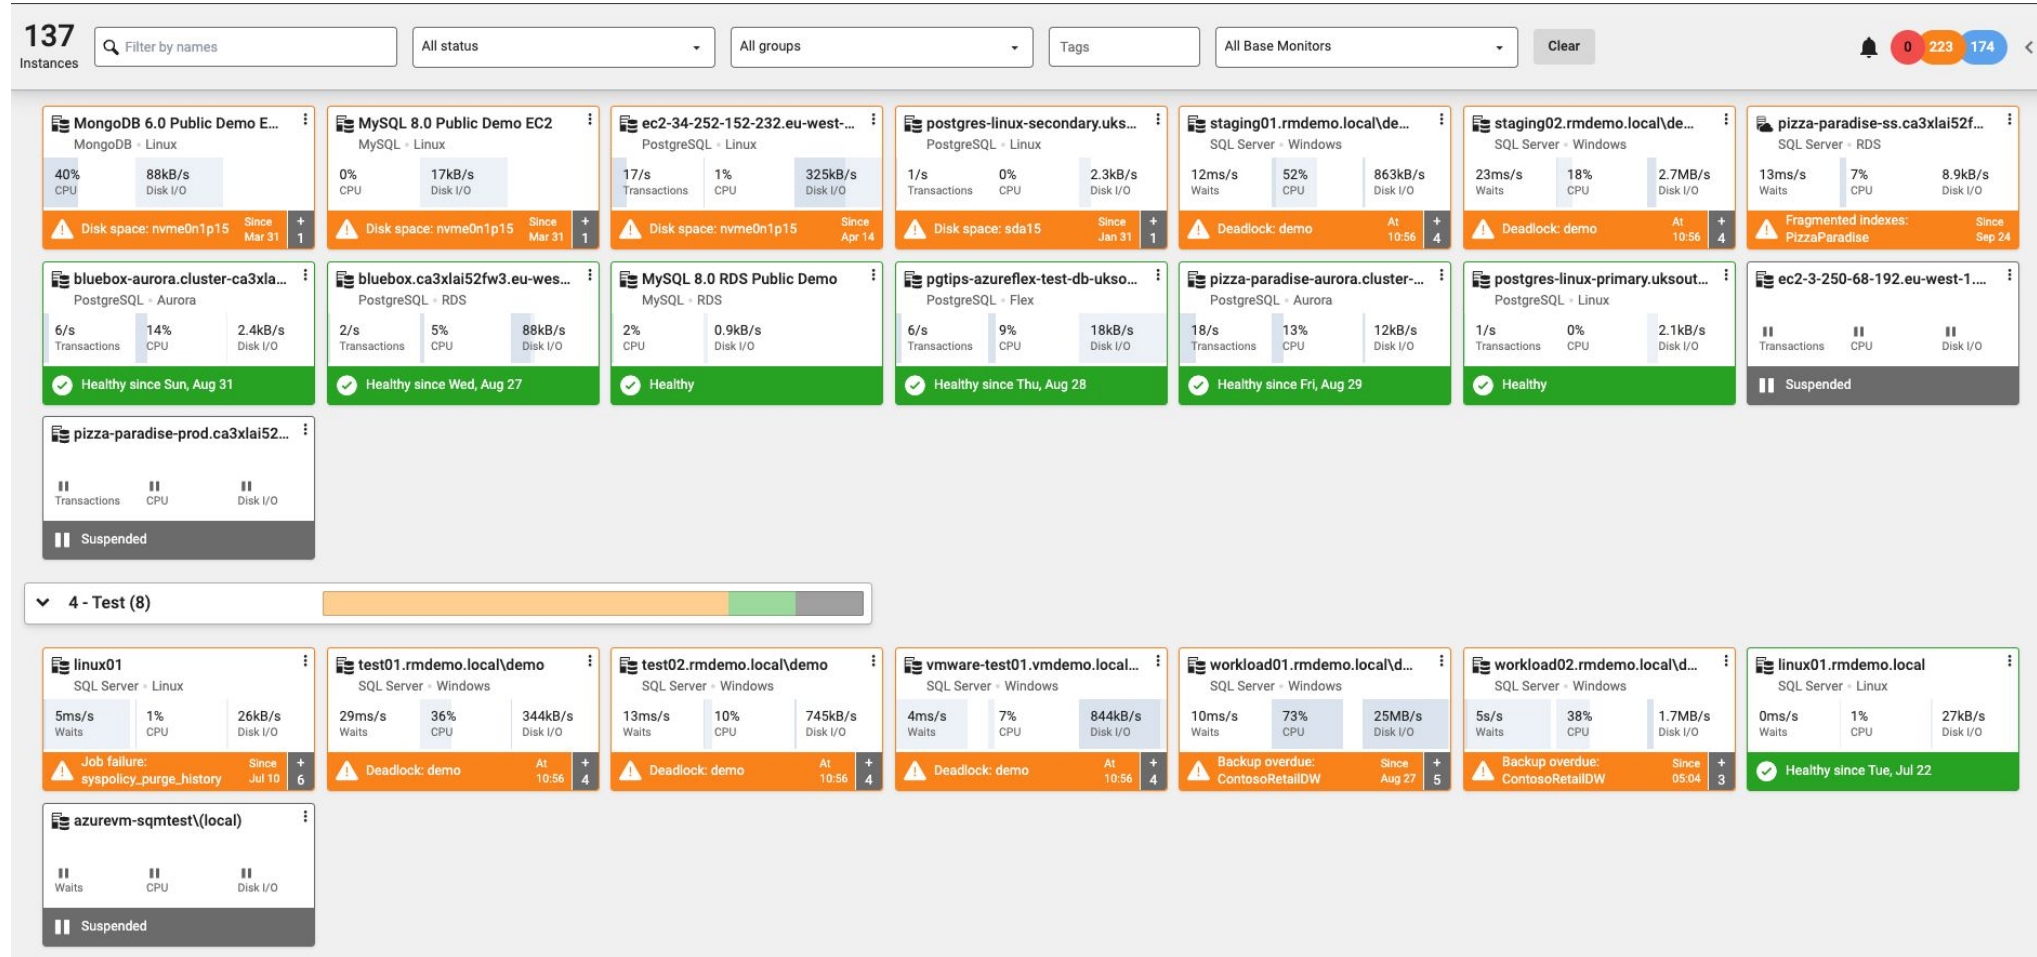 137
Instances
Filter by names
All status
All groups
Tags
All Base Monitors
Clear
0 223 174
MongoDB 6.0 Public Demo E...
MongoDB Linux
40% 88kB/s
CPU Disk I/O
Disk space: nvme0n1p15 Since Mar 31 + 1
MySQL 8.0 Public Demo EC2
MySQL Linux
0% 17kB/s
CPU Disk I/O
Disk space: nvme0n1p15 Since Mar 31 + 1
ec2-34-252-152-232.eu-west-...
PostgreSQL Linux
17/s 1% 325kB/s
Transactions CPU Disk I/O
Disk space: nvme0n1p15 Since Apr 14
postgres-linux-secondary.uks...
PostgreSQL Linux
1/s 0% 2.3kB/s
Transactions CPU Disk I/O
Disk space: sda15 Since Jan 31 + 1
staging01.rmdemo.local\de...
SQL Server Windows
12ms/s 52% 863kB/s
Waits CPU Disk I/O
Deadlock: demo At 10:56 + 4
staging02.rmdemo.local\de...
SQL Server Windows
23ms/s 18% 2.7MB/s
Waits CPU Disk I/O
Deadlock: demo At 10:56 + 4
pizza-paradise-ss.ca3xlai52f...
SQL Server RDS
13ms/s 7% 8.9kB/s
Waits CPU Disk I/O
Fragmented indexes: Since
PizzaParadise Sep 24
bluebox-aurora.cluster-ca3xla...
PostgreSQL Aurora
6/s 14% 2.4kB/s
Transactions CPU Disk I/O
Healthy since Sun, Aug 31
bluebox.ca3xlai52fw3.eu-wes...
PostgreSQL RDS
2/s 5% 88kB/s
Transactions CPU Disk I/O
Healthy since Wed, Aug 27
MySQL 8.0 RDS Public Demo
MySQL RDS
2% 0.9kB/s
CPU Disk I/O
Healthy
pgtips-azureflex-test-db-ukso...
PostgreSQL Flex
6/s 9% 18kB/s
Transactions CPU Disk I/O
Healthy since Thu, Aug 28
pizza-paradise-aurora.cluster-...
PostgreSQL Aurora
18/s 13% 12kB/s
Transactions CPU Disk I/O
Healthy since Fri, Aug 29
postgres-linux-primary.uksout...
PostgreSQL Linux
1/s 0% 2.1kB/s
Transactions CPU Disk I/O
Healthy
ec2-3-250-68-192.eu-west-1....
Transactions CPU Disk I/O
Suspended
pizza-paradise-prod.ca3xlai52...
Transactions CPU Disk I/O
Suspended
4 - Test (8)
linux01
SQL Server Linux
5ms/s 1% 26kB/s
Waits CPU Disk I/O
Job failure: Since +
syspolicy_purge_history Jul 10 6
test01.rmdemo.local\demo
SQL Server Windows
29ms/s 36% 344kB/s
Waits CPU Disk I/O
Deadlock: demo At 10:56 + 4
test02.rmdemo.local\demo
SQL Server Windows
13ms/s 10% 745kB/s
Waits CPU Disk I/O
Deadlock: demo At 10:56 + 4
vmware-test01.vmdemo.local...
SQL Server Windows
4ms/s 7% 844kB/s
Waits CPU Disk I/O
Deadlock: demo At 10:56 + 4
workload01.rmdemo.local\d...
SQL Server Windows
10ms/s 73% 25MB/s
Waits CPU Disk I/O
Backup overdue: Since +
ContosoRetailDW Aug 27 5
workload02.rmdemo.local\d...
SQL Server Windows
5s/s 38% 1.7MB/s
Waits CPU Disk I/O
Backup overdue: Since +
ContosoRetailDW 05:04 3
linux01.rmdemo.local
SQL Server Linux
0ms/s 1% 27kB/s
Waits CPU Disk I/O
Healthy since Tue, Jul 22
azurevm-sqmtest\(local)
Waits CPU Disk I/O
Suspended